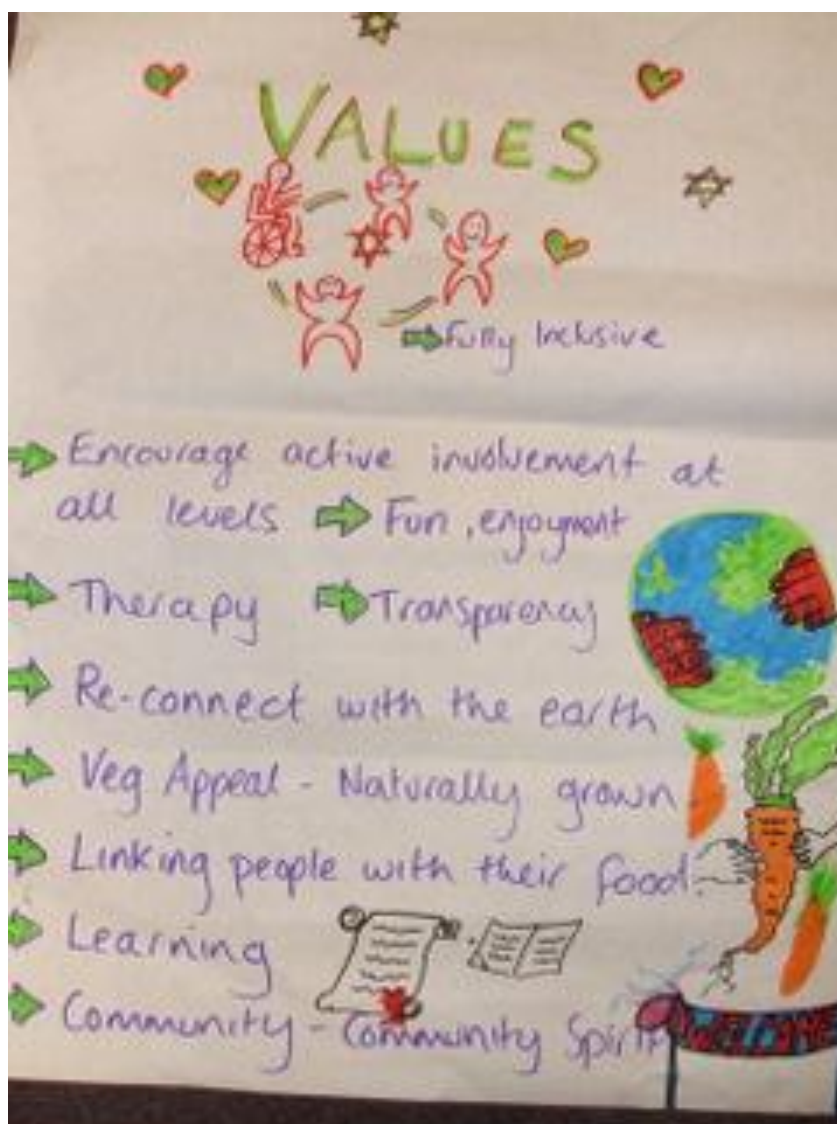 VALUES
Fully Inclusive
Encourage active involvement at
all levels Fun, enjoyment
Therapy Transparency
Re-connect with the earth
Veg Appeal - Naturally grown.
Linking people with their food.
Learning
Community - Community Spirit
WELCOME